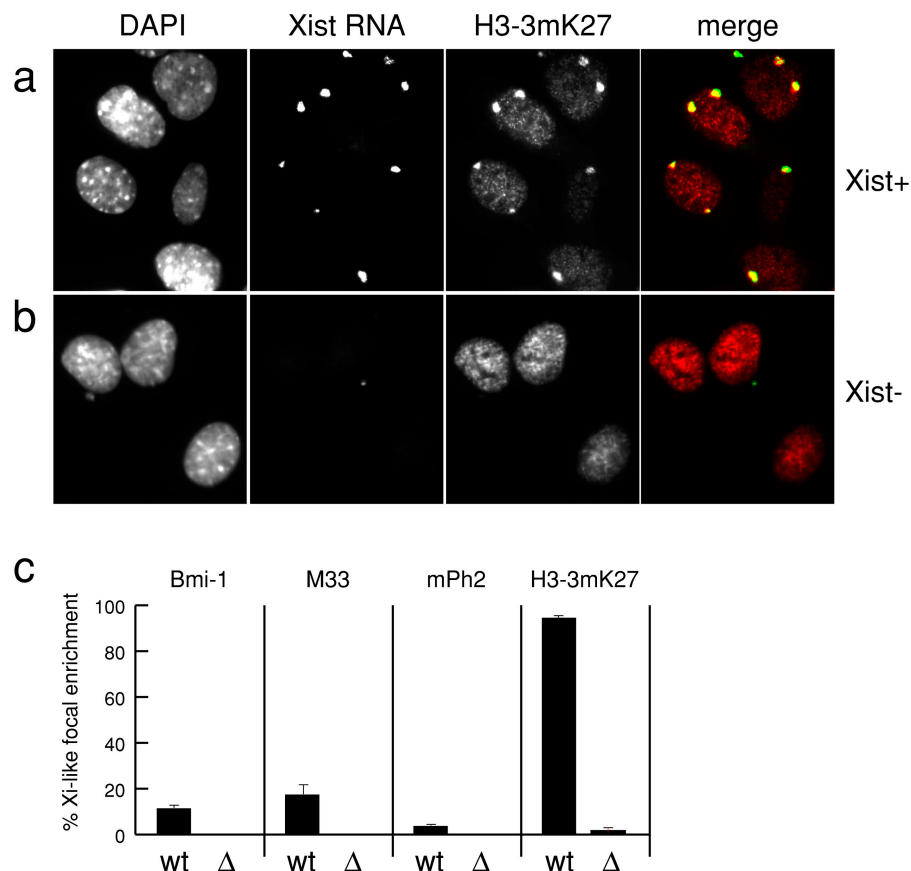 DAPI Xist RNA H3-3mK27 merge
a
Xist+
b
Xist-
c
Bmi-1 M33 mPh2 H3-3mK27
% Xi-like focal enrichment
100
80
60
40
20
0
wt Δ wt Δ wt Δ wt Δ